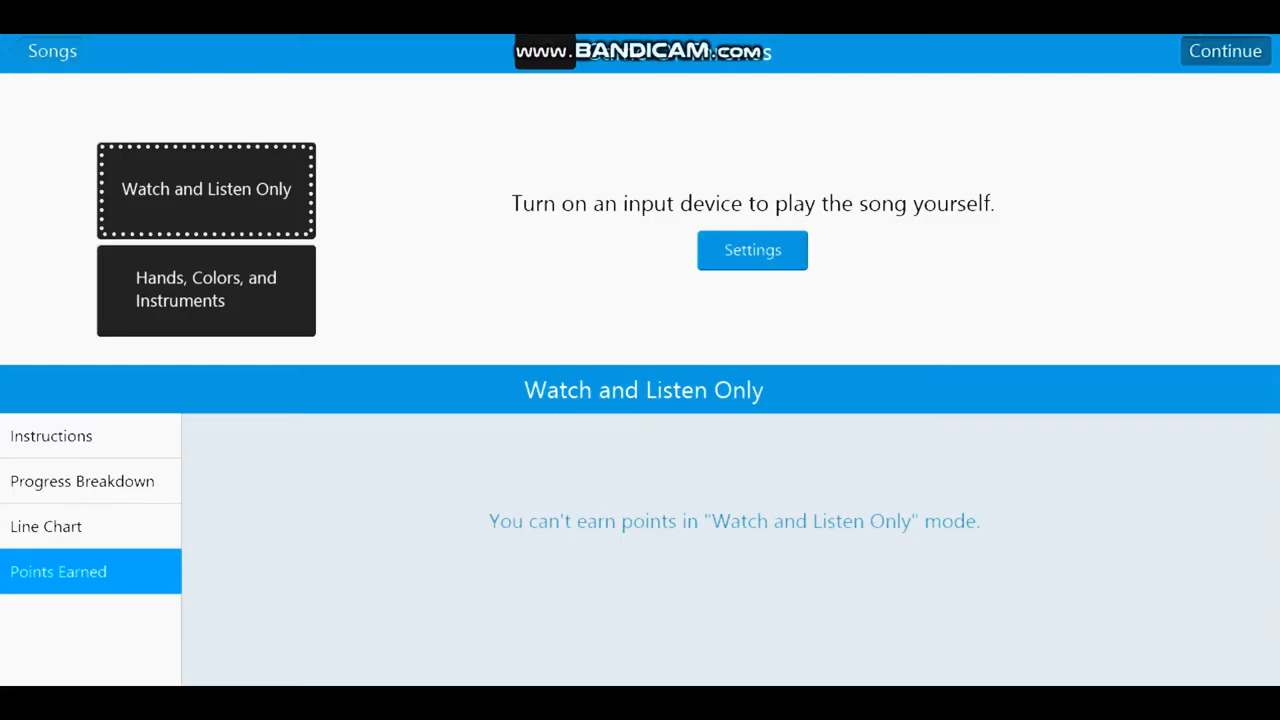 Songs
www.BANDICAM.com
Continue
Watch and Listen Only
Hands, Colors, and
Instruments
Turn on an input device to play the song yourself.
Settings
Watch and Listen Only
Instructions
Progress Breakdown
Line Chart
Points Earned
You can't earn points in "Watch and Listen Only" mode.